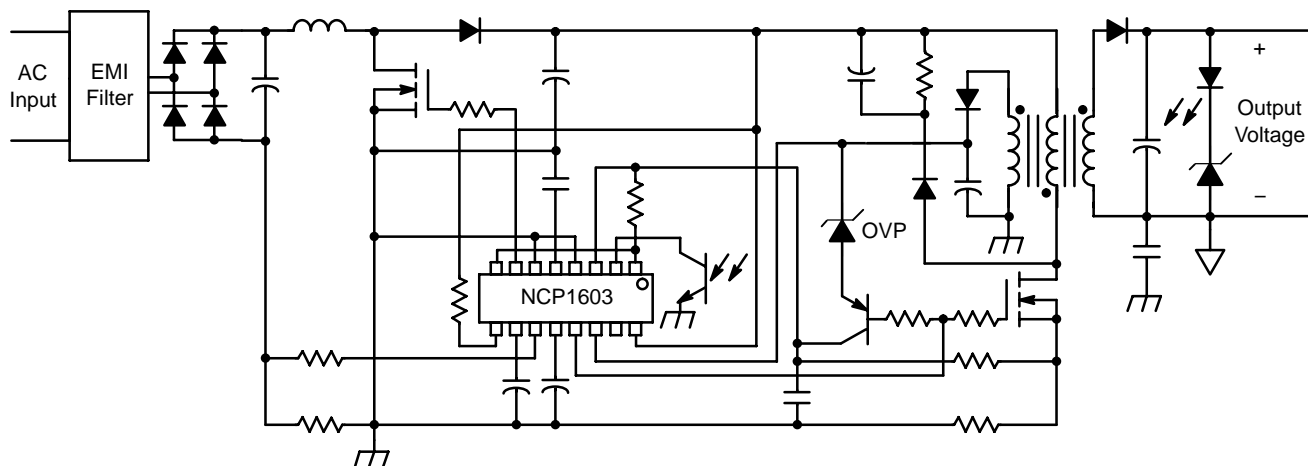 AC
Input
EMI
Filter
NCP1603
OVP
+
Output
Voltage
−